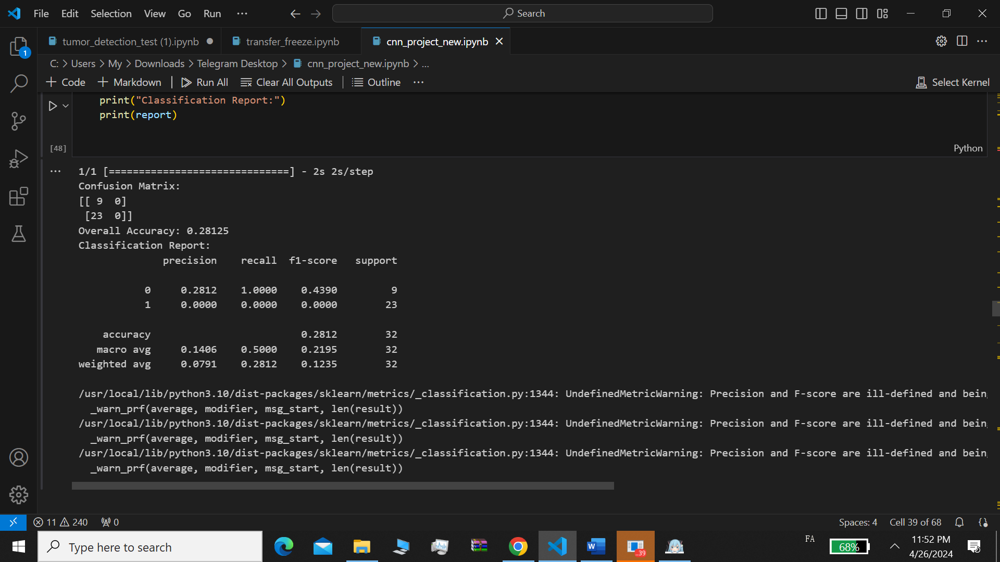 File Edit Selection View Go Run ··· Search
tumor_detection_test (1).ipynb transfer_freeze.ipynb cnn_project_new.ipynb
C: > Users > My > Downloads > Telegram Desktop > cnn_project_new.ipynb > ...
+ Code + Markdown | Run All Clear All Outputs | Outline ··· Select Kernel
print("Classification Report:")
print(report)
[48] Python
1/1 [==============================] - 2s 2s/step
Confusion Matrix:
[[ 9  0]
 [23  0]]
Overall Accuracy: 0.28125
Classification Report:
              precision    recall  f1-score   support
           0     0.2812    1.0000    0.4390         9
           1     0.0000    0.0000    0.0000        23
    accuracy                         0.2812        32
   macro avg     0.1406    0.5000    0.2195        32
weighted avg     0.0791    0.2812    0.1235        32
/usr/local/lib/python3.10/dist-packages/sklearn/metrics/_classification.py:1344: UndefinedMetricWarning: Precision and F-score are ill-defined and bein
  _warn_prf(average, modifier, msg_start, len(result))
/usr/local/lib/python3.10/dist-packages/sklearn/metrics/_classification.py:1344: UndefinedMetricWarning: Precision and F-score are ill-defined and bein
  _warn_prf(average, modifier, msg_start, len(result))
/usr/local/lib/python3.10/dist-packages/sklearn/metrics/_classification.py:1344: UndefinedMetricWarning: Precision and F-score are ill-defined and bein
  _warn_prf(average, modifier, msg_start, len(result))
1
11 240 0 Spaces: 4 Cell 39 of 68
Type here to search ..39 FA 68% 11:52 PM
4/26/2024